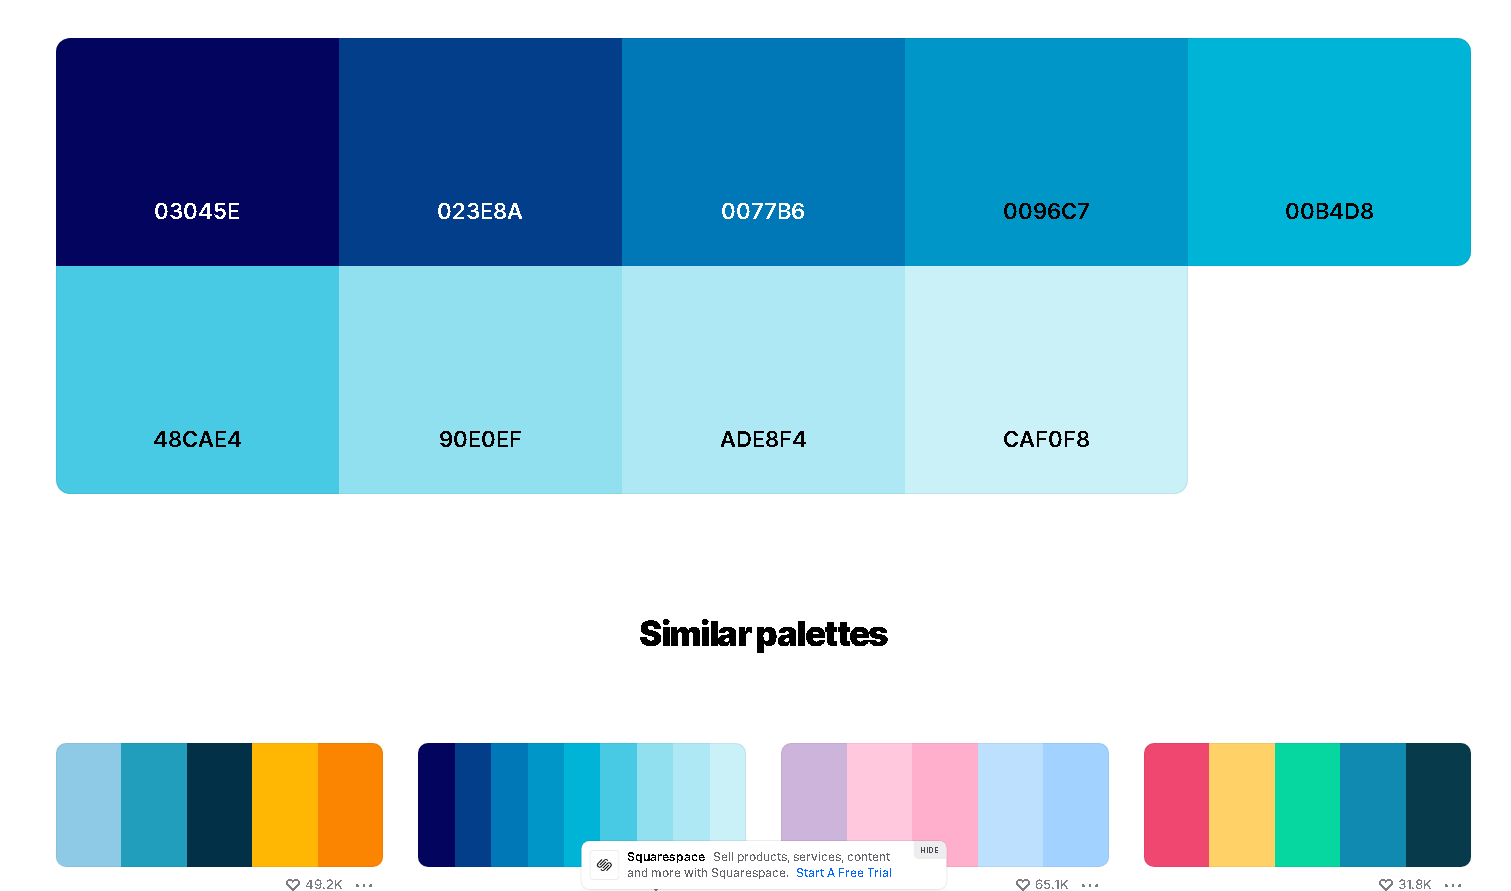 03045E
023E8A
0077B6
0096C7
00B4D8
48CAE4
90E0EF
ADE8F4
CAF0F8
Similar palettes
HIDE
Squarespace Sell products, services, content
and more with Squarespace. Start A Free Trial
49.2K
65.1K
31.8K